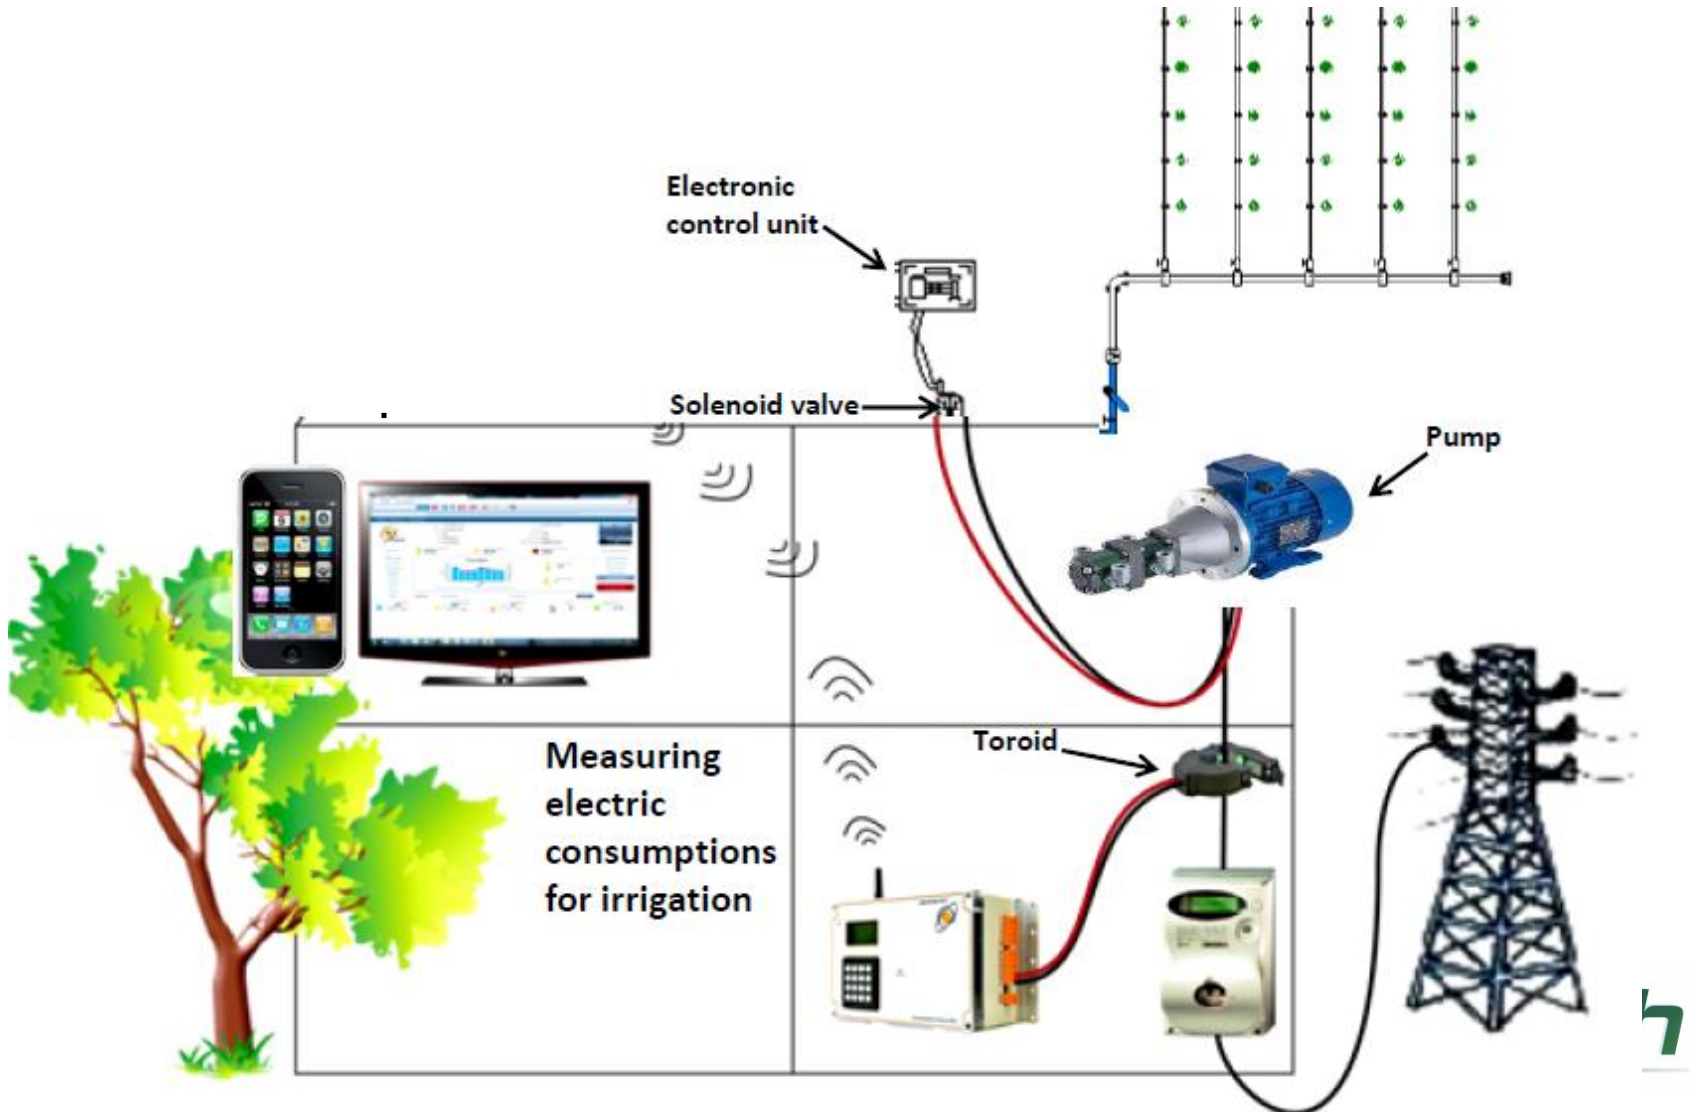 Electronic
control unit
Solenoid valve
Pump
Toroid
Measuring
electric
consumptions
for irrigation
h